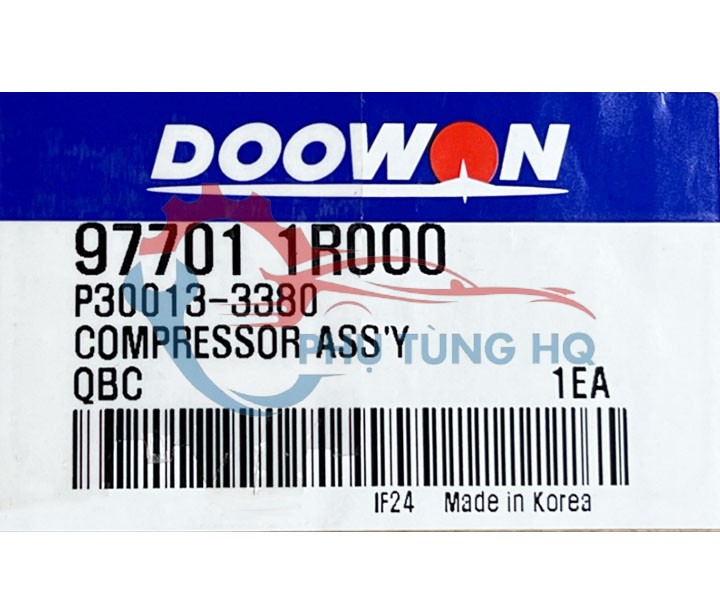 DOOWON
97701 1R000
P30013-3380
COMPRESSOR ASS'Y
PHỤ TÙNG HQ
QBC 1EA
IF24 Made in Korea